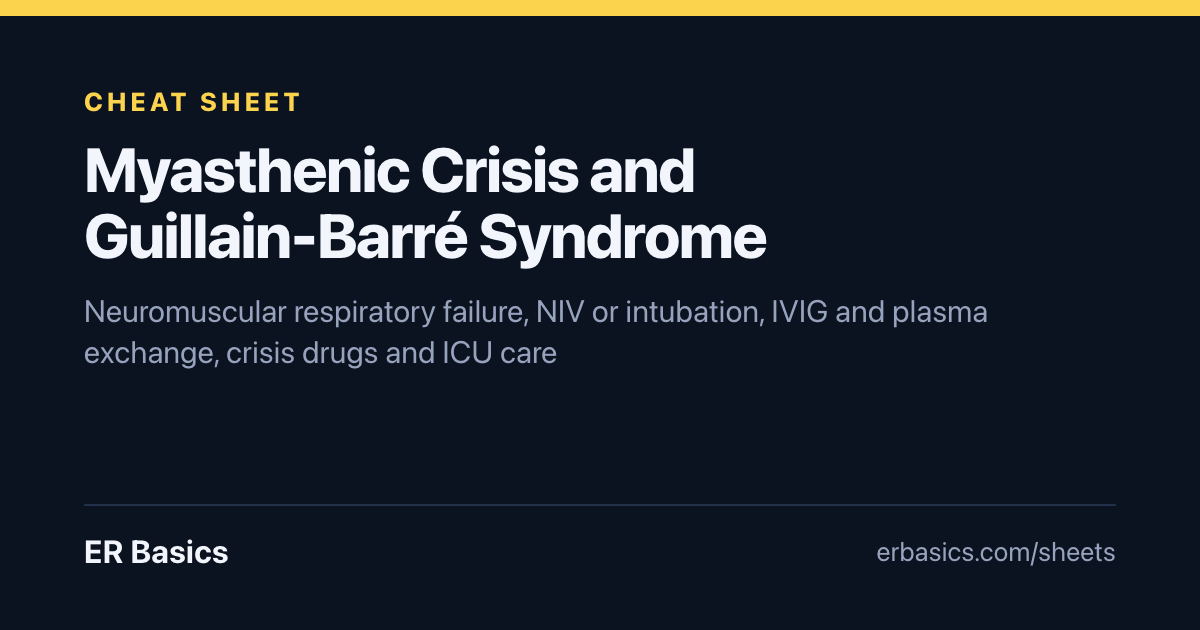 CHEAT SHEET
Myasthenic Crisis and
Guillain-Barré Syndrome
Neuromuscular respiratory failure, NIV or intubation, IVIG and plasma
exchange, crisis drugs and ICU care
ER Basics
erbasics.com/sheets